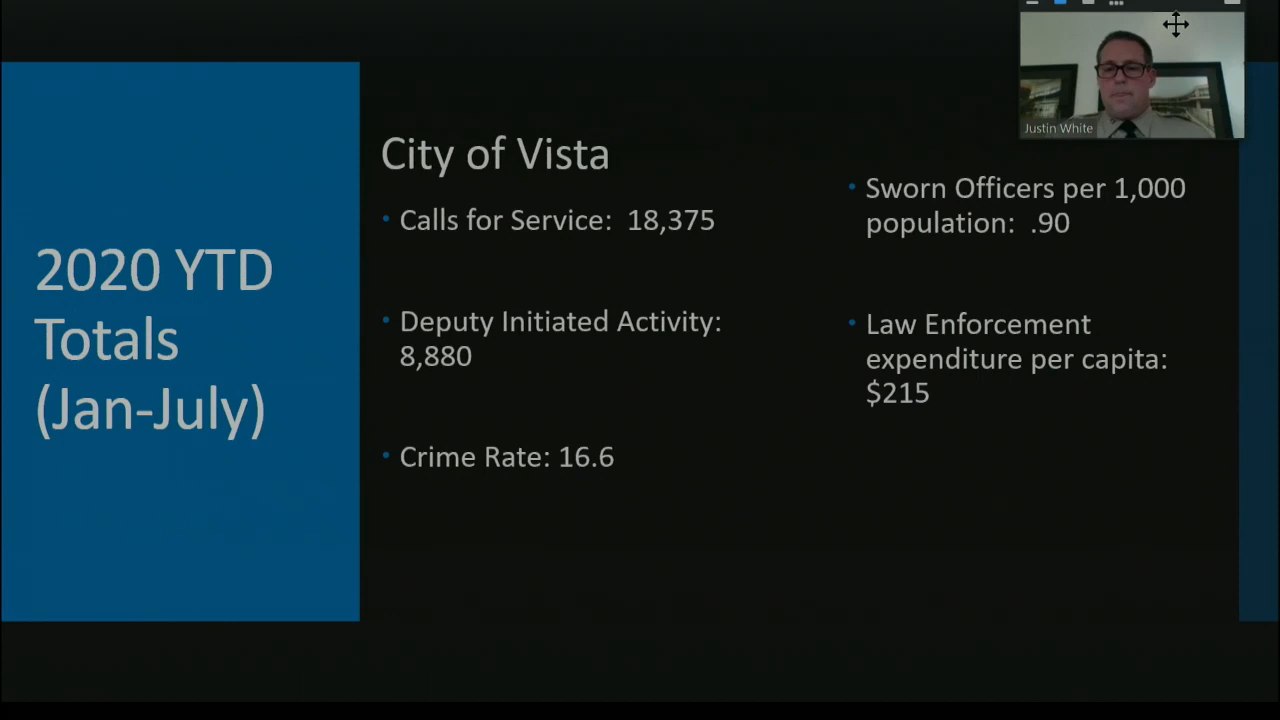 2020 YTD
Totals
(Jan-July)
City of Vista
• Calls for Service: 18,375
• Deputy Initiated Activity:
8,880
• Crime Rate: 16.6
• Sworn Officers per 1,000
population: .90
• Law Enforcement
expenditure per capita:
$215
Justin White